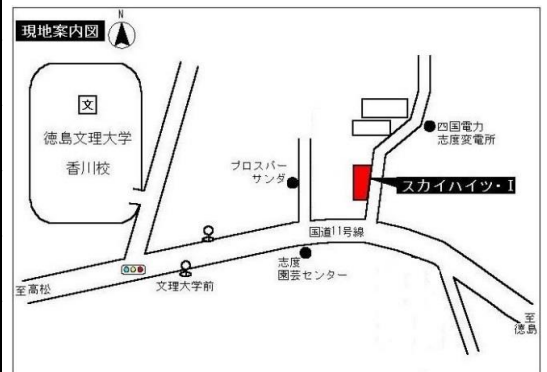 現地案内図
N
文
徳島文理大学
香川校
四国電力
志度変電所
プロスパー
サンダ
スカイハイツ・Ⅰ
国道11号線
志度
園芸センター
至高松
文理大学前
至
徳島